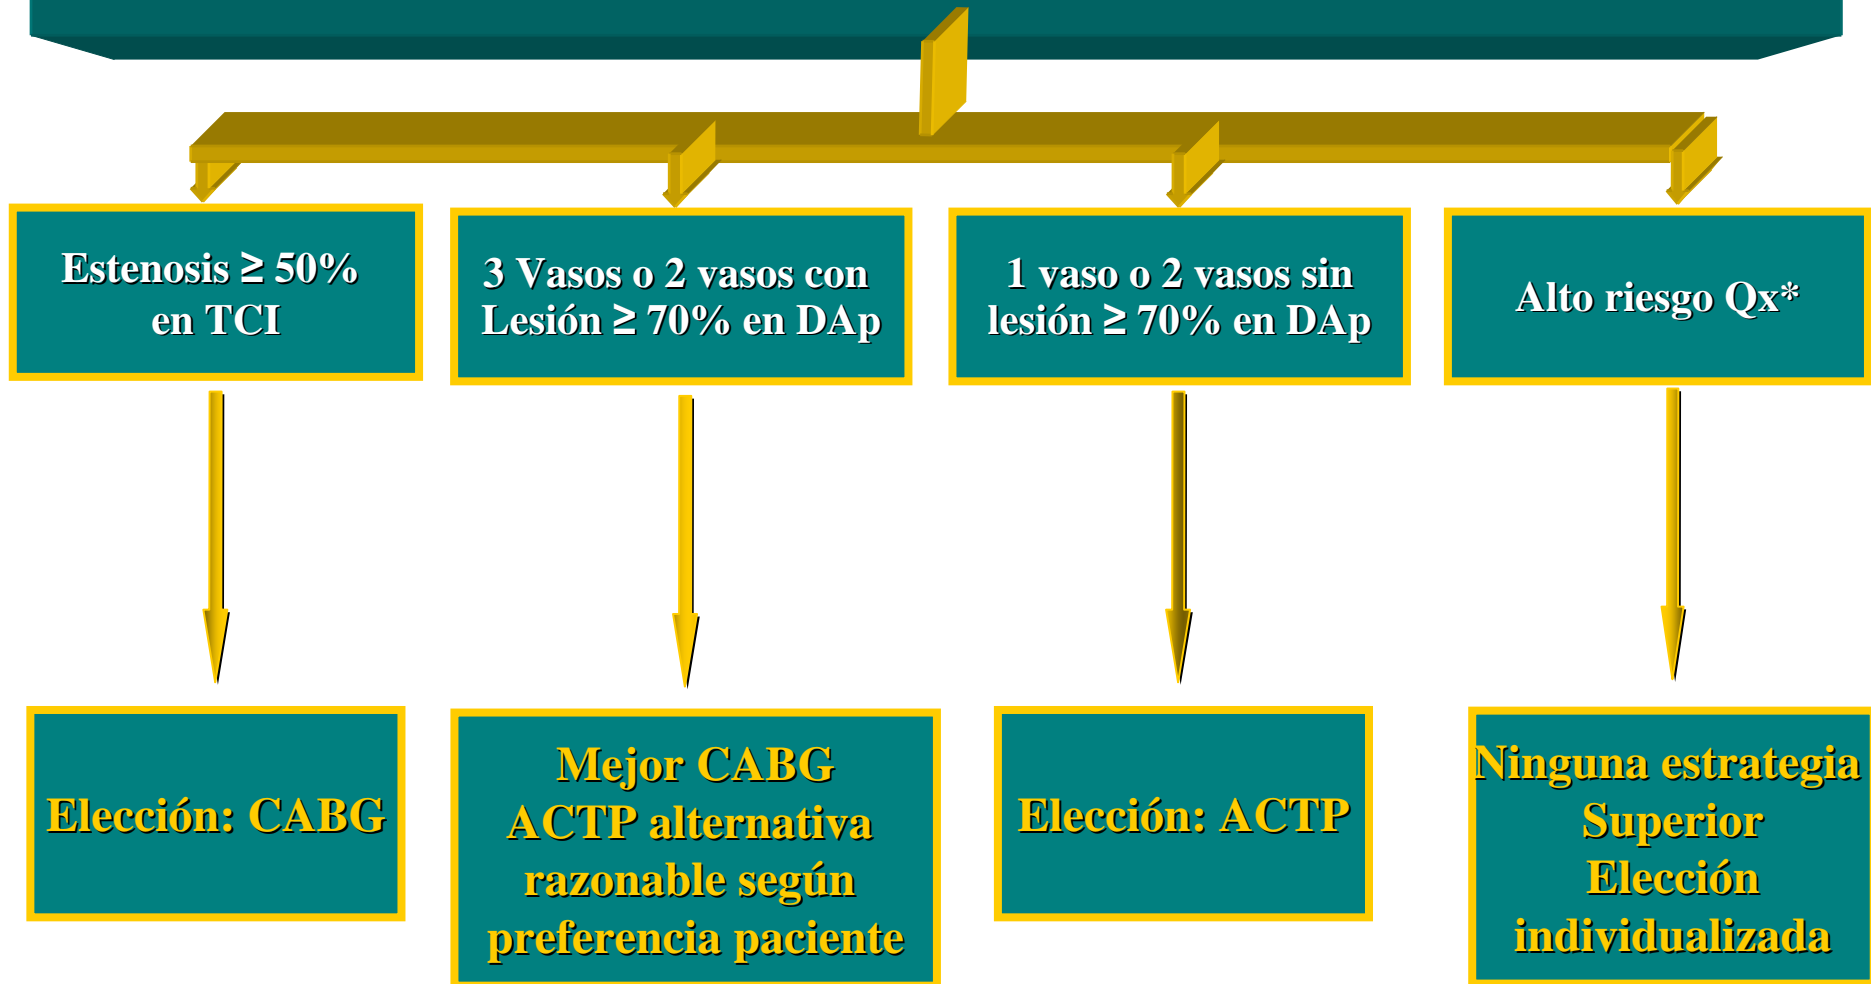 Estenosis ≥ 50%
en TCI
3 Vasos o 2 vasos con
Lesión ≥ 70% en DAp
1 vaso o 2 vasos sin
lesión ≥ 70% en DAp
Alto riesgo Qx*
Elección: CABG
Mejor CABG
ACTP alternativa
razonable según
preferencia paciente
Elección: ACTP
Ninguna estrategia
Superior
Elección
individualizada